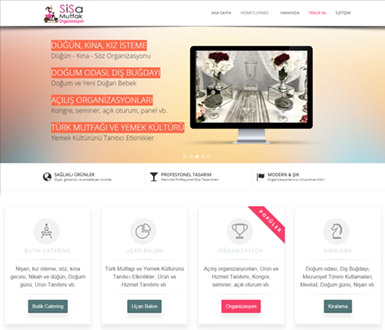 SiSa
Mutfak
Organizasyon
ANA SAYFA
HİZMETLERİMİZ
HAKKINDA
TEKLİF AL
İLETİŞİM
DÜĞÜN, KINA, KIZ İSTEME
Düğün - Kına - Söz Organizasyonu
DOĞUM ODASI, DİŞ BUĞDAYI
Doğum ve Yeni Doğan Bebek
AÇILIŞ ORGANİZASYONLARI
Kongre, seminer, açık oturum, panel vb.
TÜRK MUTFAĞI VE YEMEK KÜLTÜRÜ
Yemek Kültürünü Tanıtıcı Etkinlikler
SAĞLIKLI ÜRÜNLER
PROFESYONEL TASARIM
MODERN & ŞIK
POPÜLER
BUTİK CATERİNG
UÇAN BALON
ORGANİZASYON
KİRALAMA
Nişan, kız isteme, söz, kına
gecesi, Nikah ve düğün, Doğum
günü, Ürün Tanıtımı vb.
Türk Mutfağı ve Yemek Kültürünü
Tanıtıcı Etkinlikler, Ürün ve
Hizmet Tanıtımı vb.
Açılış organizasyonları, Ürün ve
Hizmet Tanıtımı, Kongre,
seminer, açık oturum vb.
Doğum odası, Diş Buğdayı,
Mezuniyet Töreni Kutlamaları,
Mevlüt, Doğum günü, Nişan vb.
Butik Catering
Uçan Balon
Organizasyon
Kiralama